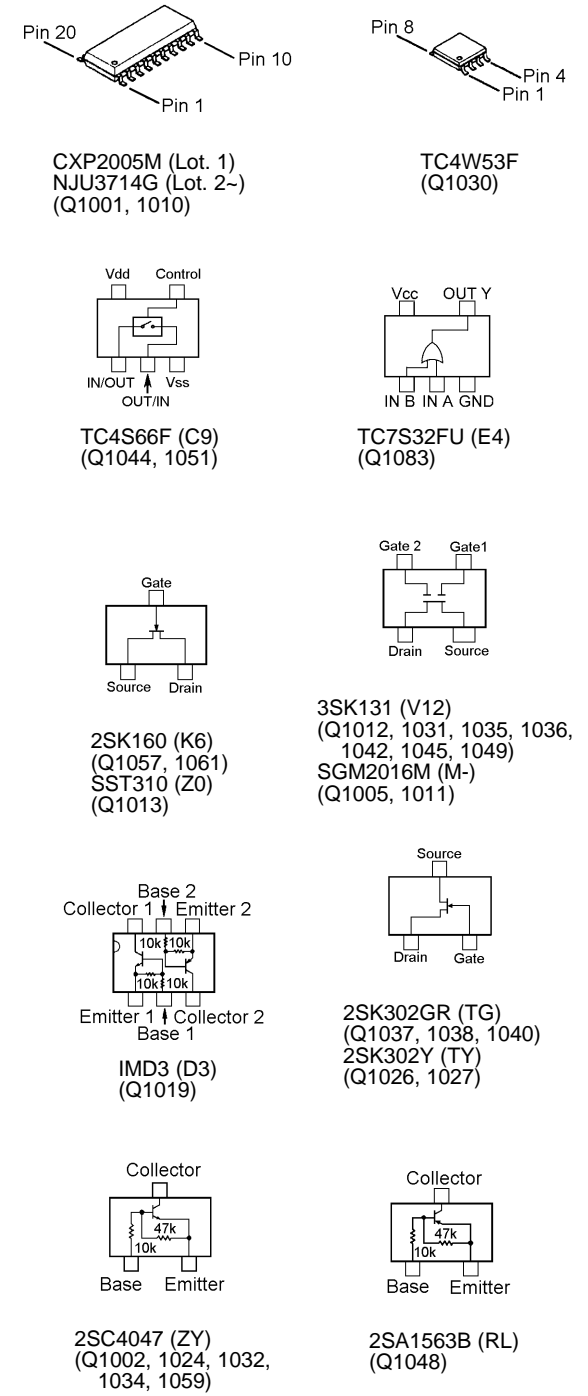 Pin 20
Pin 10
Pin 1
CXP2005M (Lot. 1)
NJU3714G (Lot. 2~)
(Q1001, 1010)
Pin 8
Pin 4
Pin 1
TC4W53F
(Q1030)
Vdd Control
IN/OUT Vss
OUT/IN
TC4S66F (C9)
(Q1044, 1051)
Vcc OUT Y
IN B IN A GND
TC7S32FU (E4)
(Q1083)
Gate
Source Drain
2SK160 (K6)
(Q1057, 1061)
SST310 (Z0)
(Q1013)
Gate 2 Gate1
Drain Source
3SK131 (V12)
(Q1012, 1031, 1035, 1036,
1042, 1045, 1049)
SGM2016M (M-)
(Q1005, 1011)
Base 2
Collector 1 Emitter 2
10k 10k
10k 10k
Emitter 1 Collector 2
Base 1
IMD3 (D3)
(Q1019)
Source
Drain Gate
2SK302GR (TG)
(Q1037, 1038, 1040)
2SK302Y (TY)
(Q1026, 1027)
Collector
47k
10k
Base Emitter
2SC4047 (ZY)
(Q1002, 1024, 1032,
1034, 1059)
Collector
47k
10k
Base Emitter
2SA1563B (RL)
(Q1048)